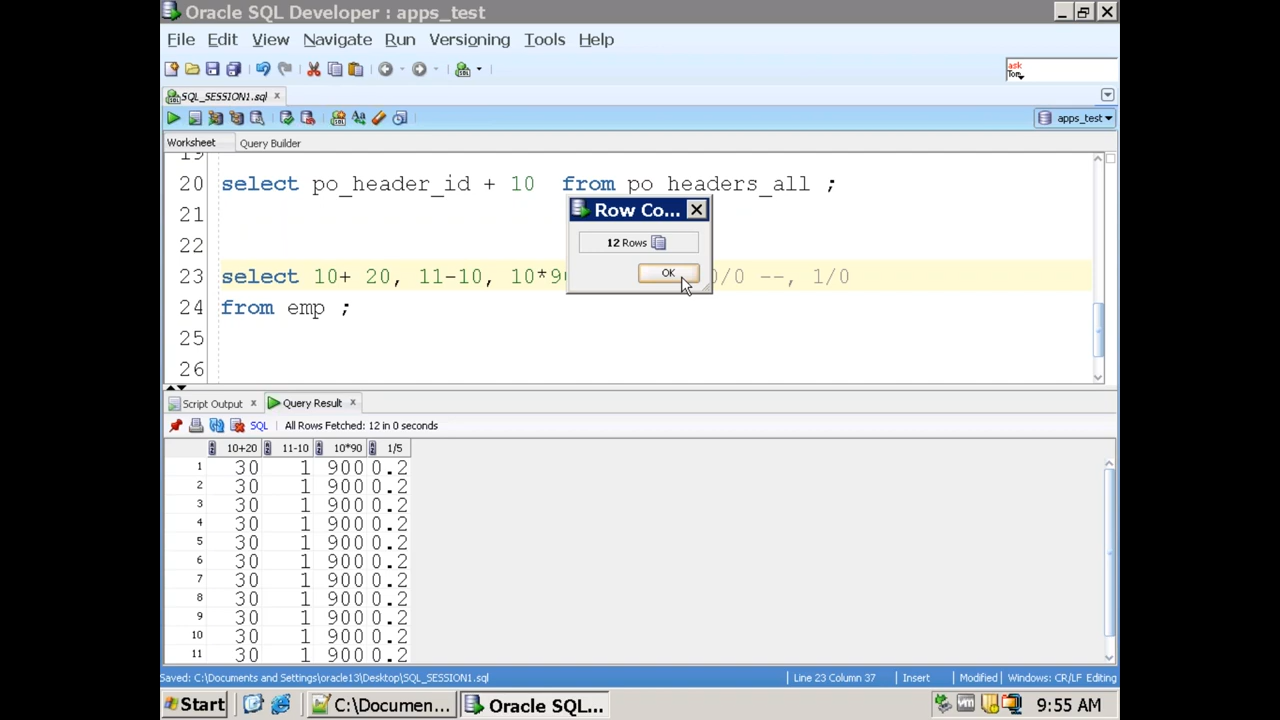 Oracle SQL Developer : apps_test
File Edit View Navigate Run Versioning Tools Help
ask
Tom
SQL_SESSION1.sql
apps_test
Worksheet Query Builder
19
20 select po_header_id + 10 from po_headers_all ;
21
22
23 select 10+ 20, 11-10, 10*90 0/0 --, 1/0
24 from emp ;
25
26
Row Co...
12 Rows
OK
Script Output Query Result
SQL All Rows Fetched: 12 in 0 seconds
10+20 11-10 10*90 1/5
1 30 1 900 0.2
2 30 1 900 0.2
3 30 1 900 0.2
4 30 1 900 0.2
5 30 1 900 0.2
6 30 1 900 0.2
7 30 1 900 0.2
8 30 1 900 0.2
9 30 1 900 0.2
10 30 1 900 0.2
11 30 1 900 0.2
Saved: C:\Documents and Settings\oracle13\Desktop\SQL_SESSION1.sql Line 23 Column 37 Insert Modified Windows: CR/LF Editing
Start C:\Documen... Oracle SQL... 9:55 AM